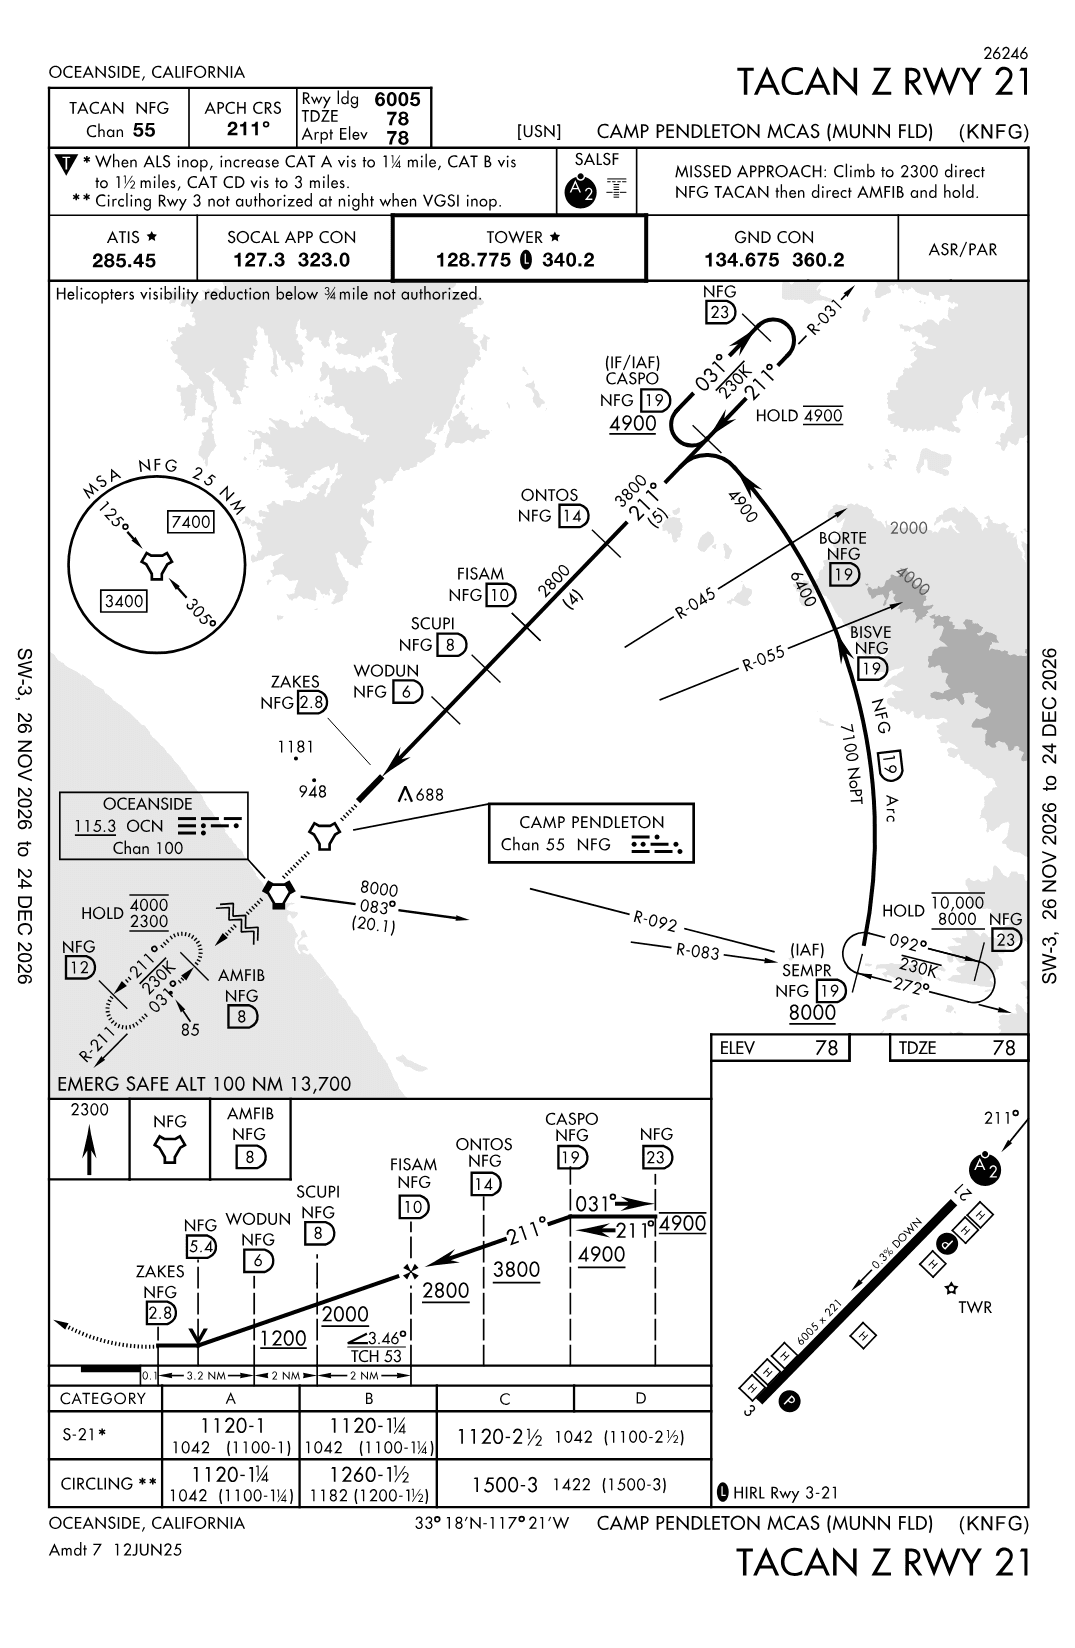 26246
OCEANSIDE, CALIFORNIA
TACAN Z RWY 21
TACAN NFG
Chan 55
APCH CRS
211°
Rwy ldg 6005
TDZE 78
Arpt Elev 78
[USN]
CAMP PENDLETON MCAS (MUNN FLD) (KNFG)
T * When ALS inop, increase CAT A vis to 1¼ mile, CAT B vis
to 1½ miles, CAT CD vis to 3 miles.
** Circling Rwy 3 not authorized at night when VGSI inop.
SALSF
A2
MISSED APPROACH: Climb to 2300 direct
NFG TACAN then direct AMFIB and hold.
ATIS ★
285.45
SOCAL APP CON
127.3 323.0
TOWER ★
128.775 L 340.2
GND CON
134.675 360.2
ASR/PAR
Helicopters visibility reduction below ¾ mile not authorized.
NFG
23
R-031
(IF/IAF)
CASPO
NFG 19
4900
031°
230K
211°
HOLD 4900
MSA NFG 25 NM
125°
7400
3400
305°
ONTOS
NFG 14
3800
211°
(5)
4900
2000
BORTE
NFG
19
FISAM
NFG 10
2800
(4)
6400
4000
R-045
SCUPI
NFG 8
BISVE
NFG
19
R-055
WODUN
NFG 6
ZAKES
NFG 2.8
NFG 19 Arc
7100 NoPT
1181
948
688
OCEANSIDE
115.3 OCN
Chan 100
CAMP PENDLETON
Chan 55 NFG
8000
083°
(20.1)
HOLD 4000
2300
NFG
12
211°
230K
031°
AMFIB
NFG
8
85
R-211
R-092
R-083
(IAF)
SEMPR
NFG 19
8000
HOLD 10,000
8000
NFG
23
092°
230K
272°
EMERG SAFE ALT 100 NM 13,700
SW-3, 26 NOV 2026 to 24 DEC 2026
SW-3, 26 NOV 2026 to 24 DEC 2026
ELEV 78
TDZE 78
2300
NFG
AMFIB
NFG
8
CASPO
NFG
19
NFG
23
ONTOS
NFG
14
FISAM
NFG
10
SCUPI
NFG
8
WODUN
NFG
6
NFG
5.4
ZAKES
NFG
2.8
031°
211°
4900
4900
211°
3800
2800
2000
1200
3.46°
TCH 53
0.1
3.2 NM
2 NM
2 NM
211°
A2
21
H
H
P
H
0.3% DOWN
TWR
6005 x 221
H
H
H
H
3
P
L HIRL Rwy 3-21
CATEGORY A B C D
S-21*
1120-1
1042 (1100-1)
1120-1¼
1042 (1100-1¼)
1120-2½ 1042 (1100-2½)
CIRCLING **
1120-1¼
1042 (1100-1¼)
1260-1½
1182 (1200-1½)
1500-3 1422 (1500-3)
OCEANSIDE, CALIFORNIA
33°18'N-117°21'W
CAMP PENDLETON MCAS (MUNN FLD) (KNFG)
Amdt 7 12JUN25
TACAN Z RWY 21